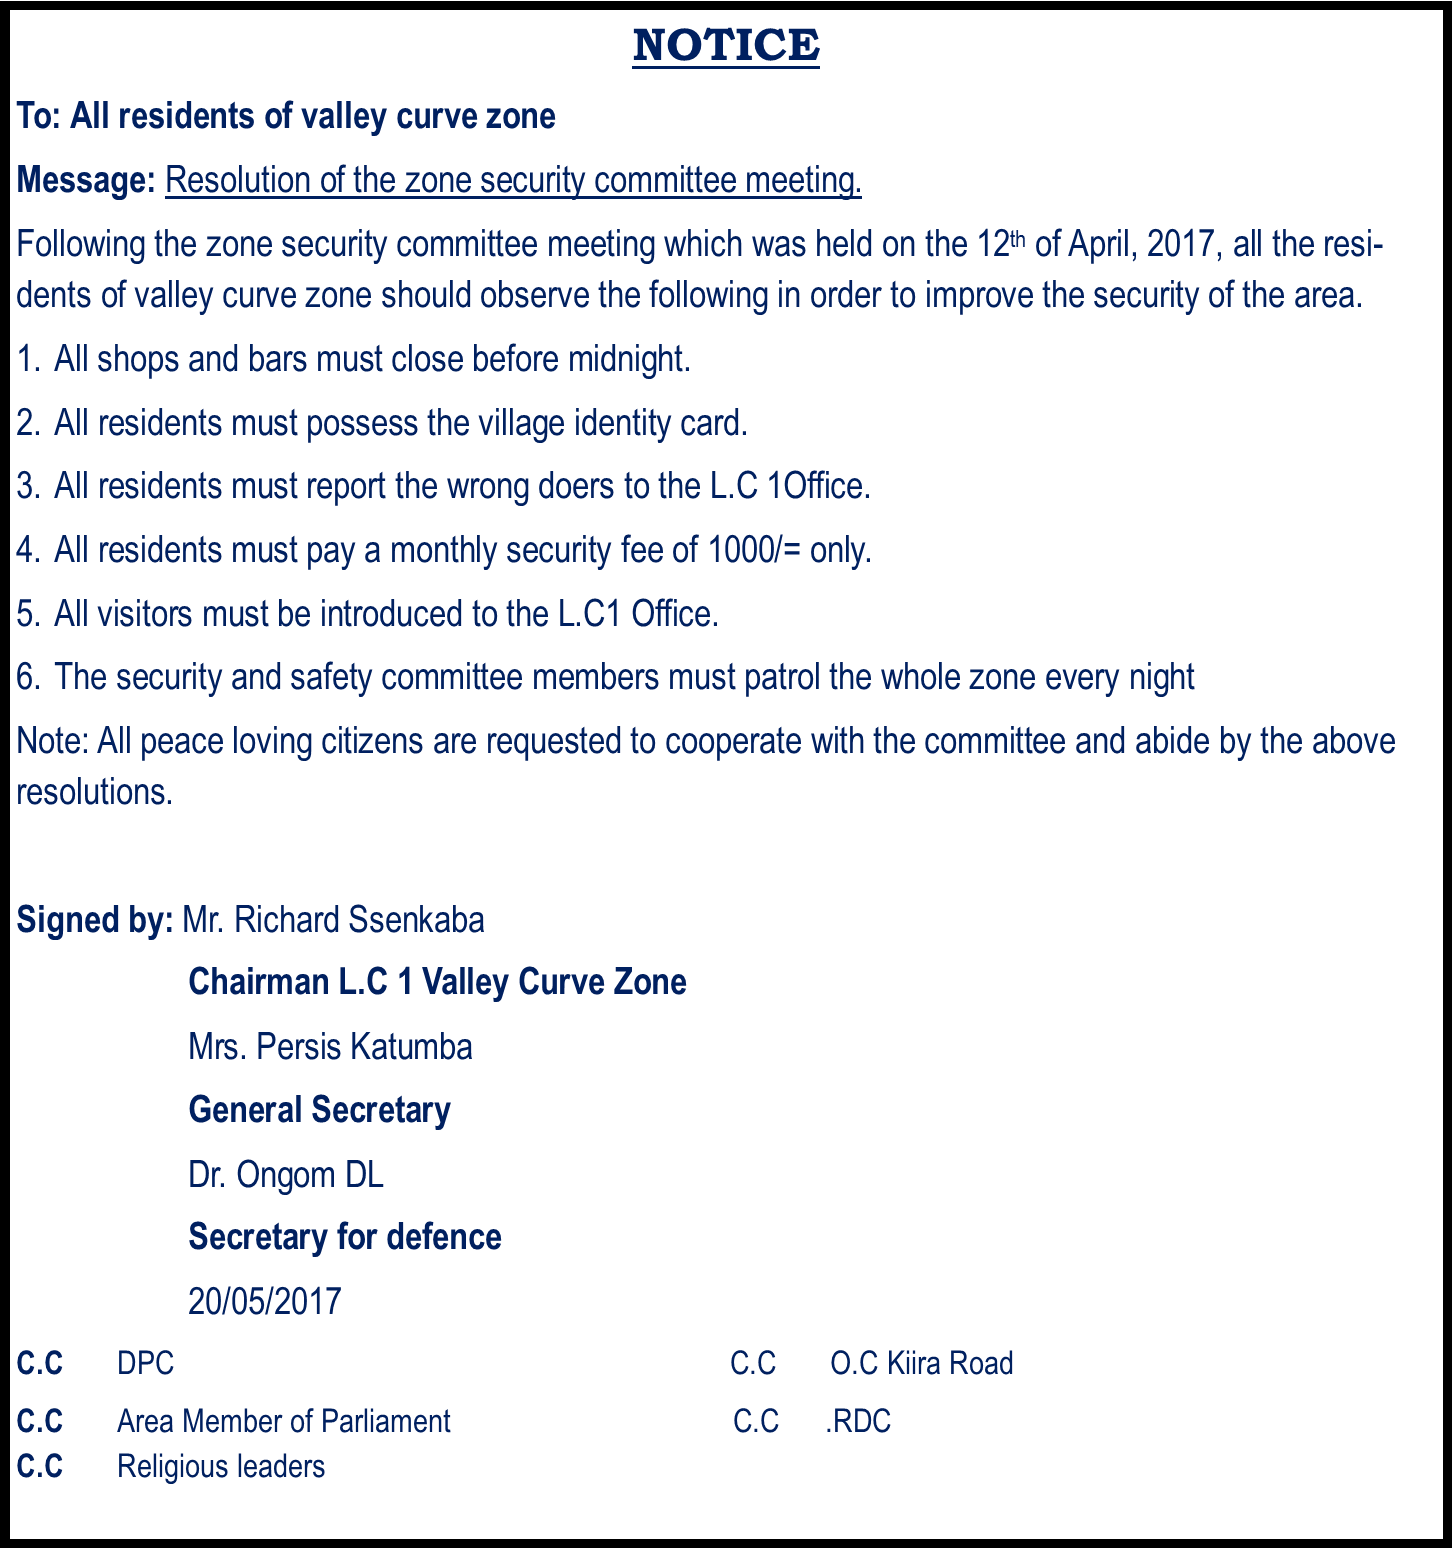 NOTICE
To: All residents of valley curve zone
Message: Resolution of the zone security committee meeting.
Following the zone security committee meeting which was held on the 12th of April, 2017, all the resi-
dents of valley curve zone should observe the following in order to improve the security of the area.
1. All shops and bars must close before midnight.
2. All residents must possess the village identity card.
3. All residents must report the wrong doers to the L.C 1Office.
4. All residents must pay a monthly security fee of 1000/= only.
5. All visitors must be introduced to the L.C1 Office.
6. The security and safety committee members must patrol the whole zone every night
Note: All peace loving citizens are requested to cooperate with the committee and abide by the above
resolutions.
Signed by: Mr. Richard Ssenkaba
Chairman L.C 1 Valley Curve Zone
Mrs. Persis Katumba
General Secretary
Dr. Ongom DL
Secretary for defence
20/05/2017
C.C DPC C.C O.C Kiira Road
C.C Area Member of Parliament C.C .RDC
C.C Religious leaders